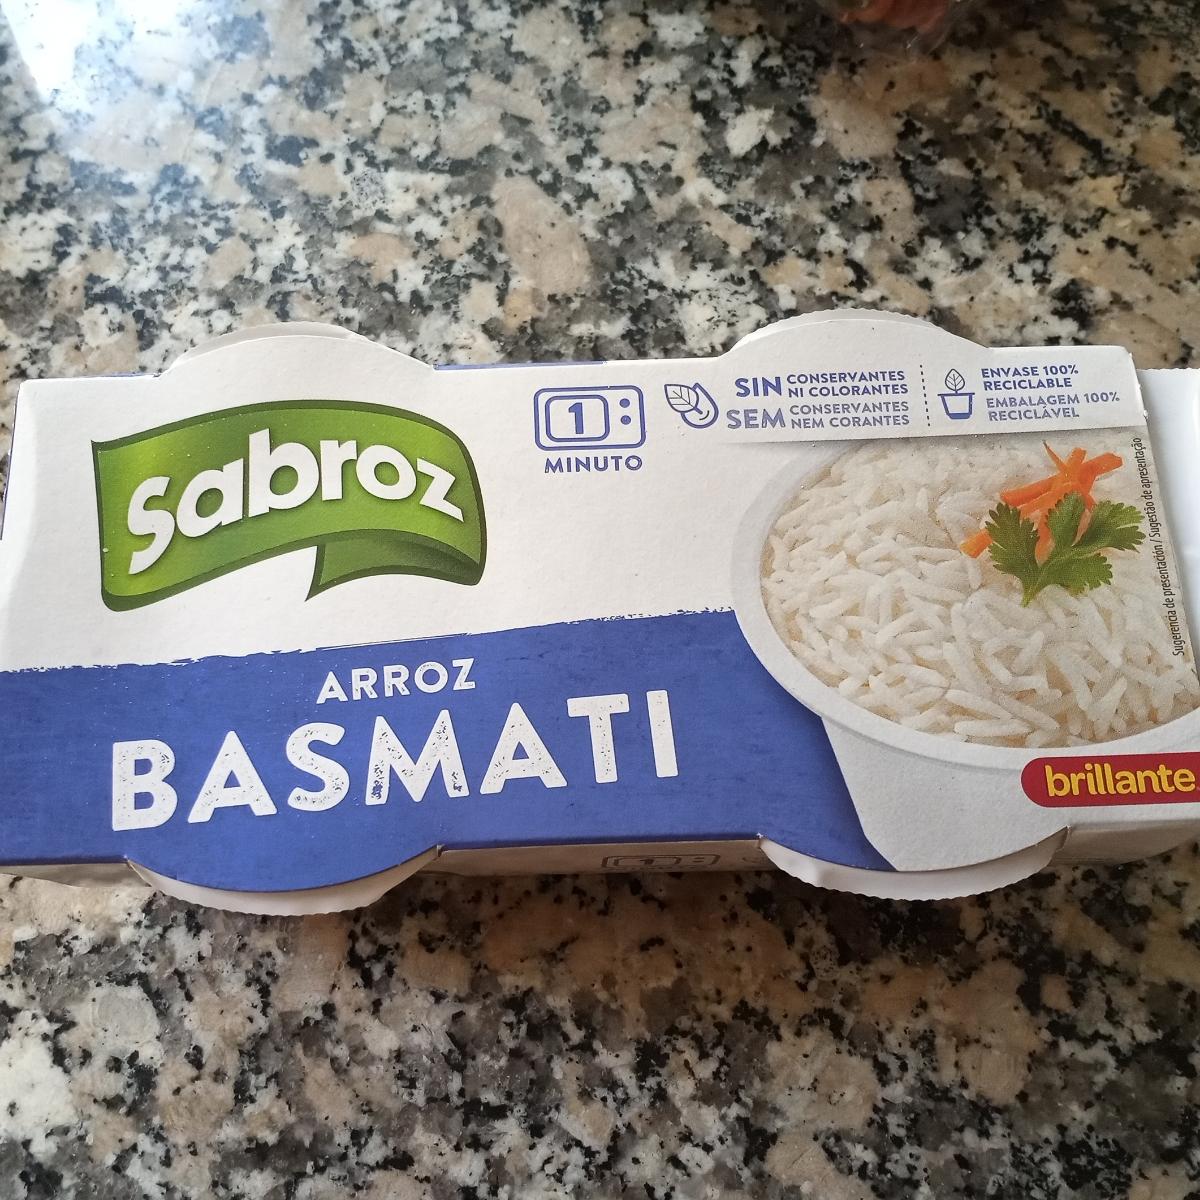 Sabroz
1
MINUTO
SIN CONSERVANTES
NI COLORANTES
SEM CONSERVANTES
NEM CORANTES
ENVASE 100%
RECICLABLE
EMBALAGEM 100%
RECICLÁVEL
Sugerencia de presentación / Sugestão de apresentação
ARROZ
BASMATI
brillante
1